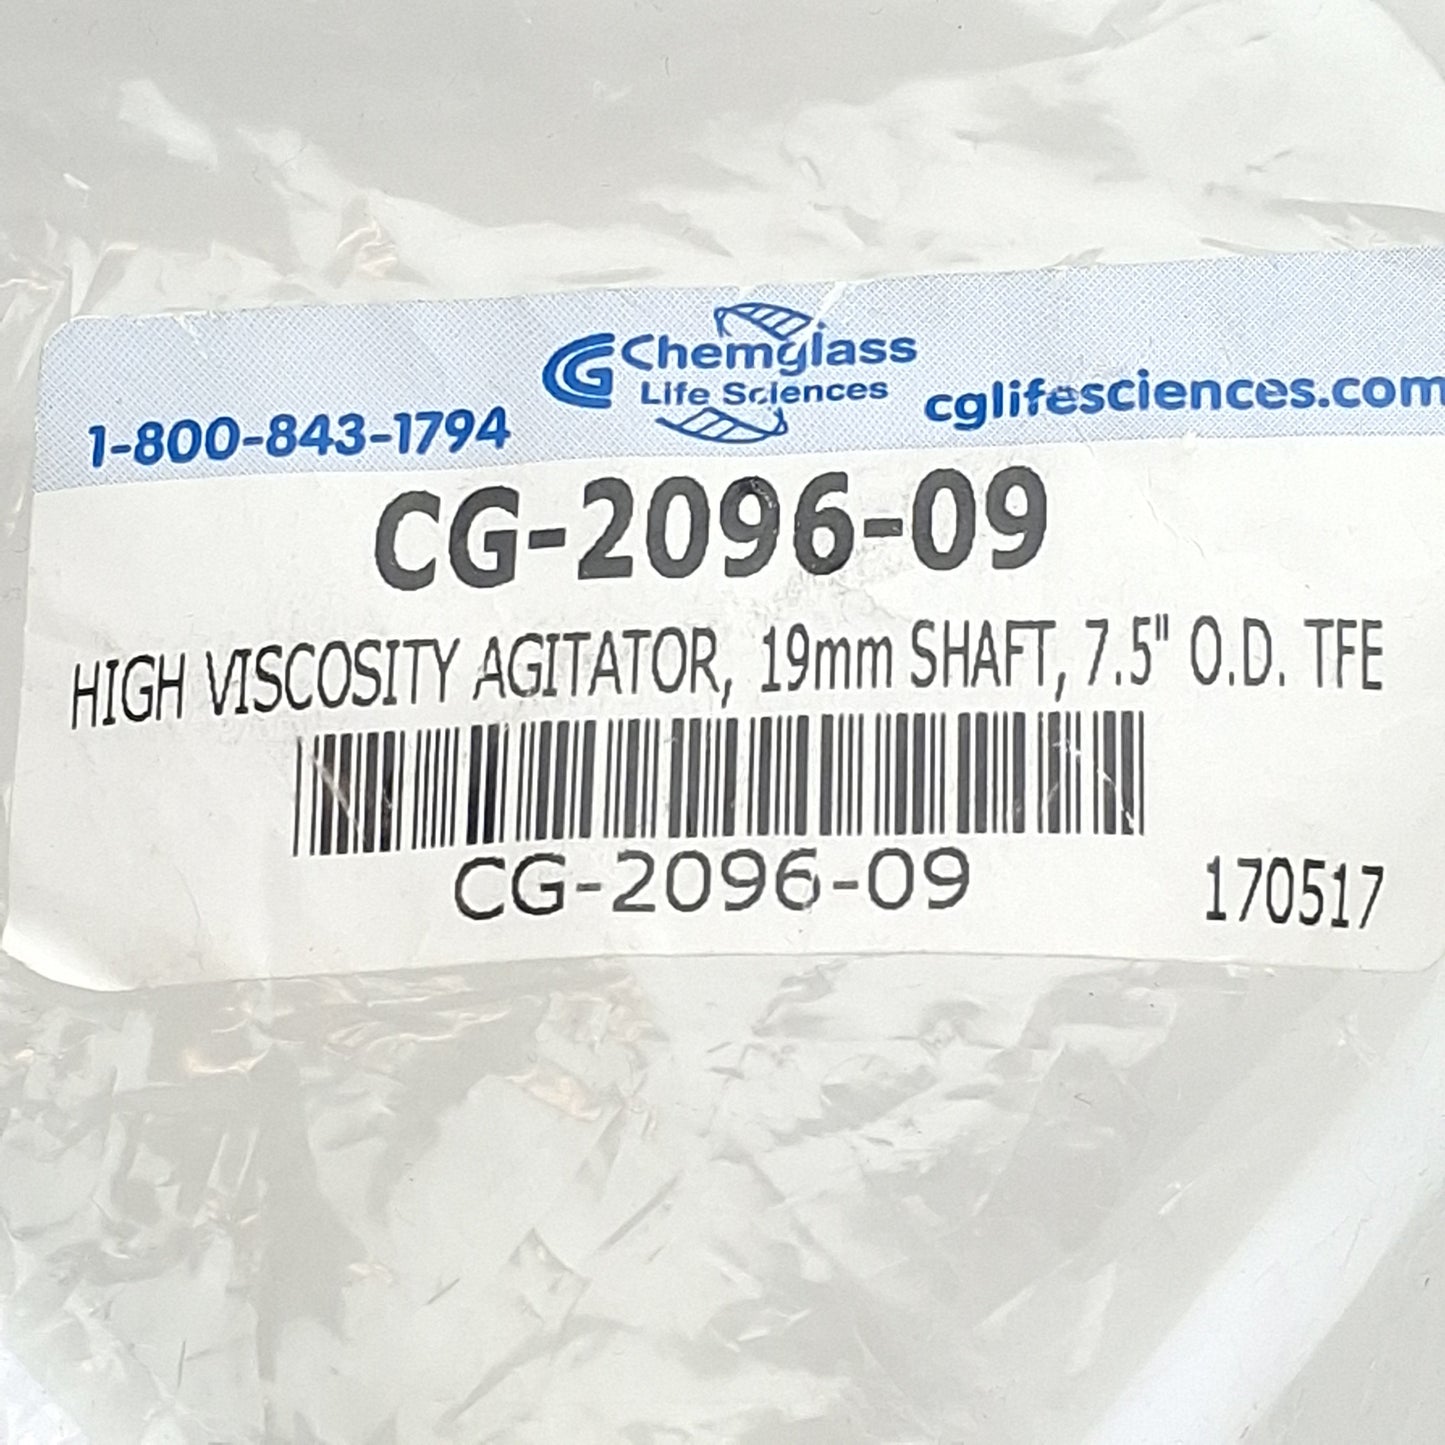 Chemglass
Life Sciences
1-800-843-1794
cglifesciences.com
CG-2096-09
HIGH VISCOSITY AGITATOR, 19mm SHAFT, 7.5" O.D. TFE
CG-2096-09
170517